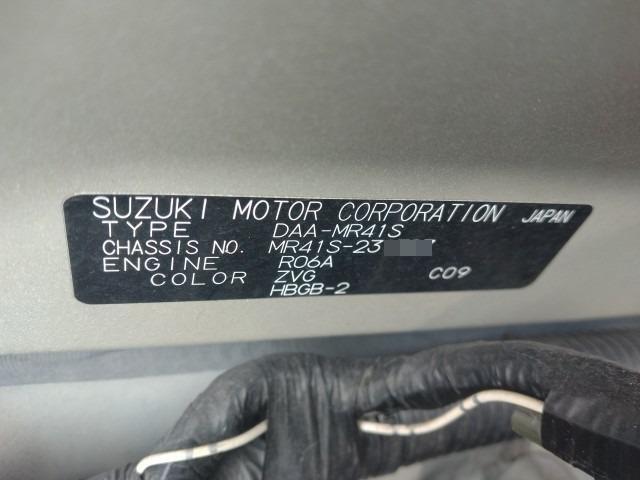 SUZUKI MOTOR CORPORATION JAPAN
TYPE DAA-MR41S
CHASSIS NO. MR41S-23
ENGINE R06A
COLOR ZVG C09
HBGB-2